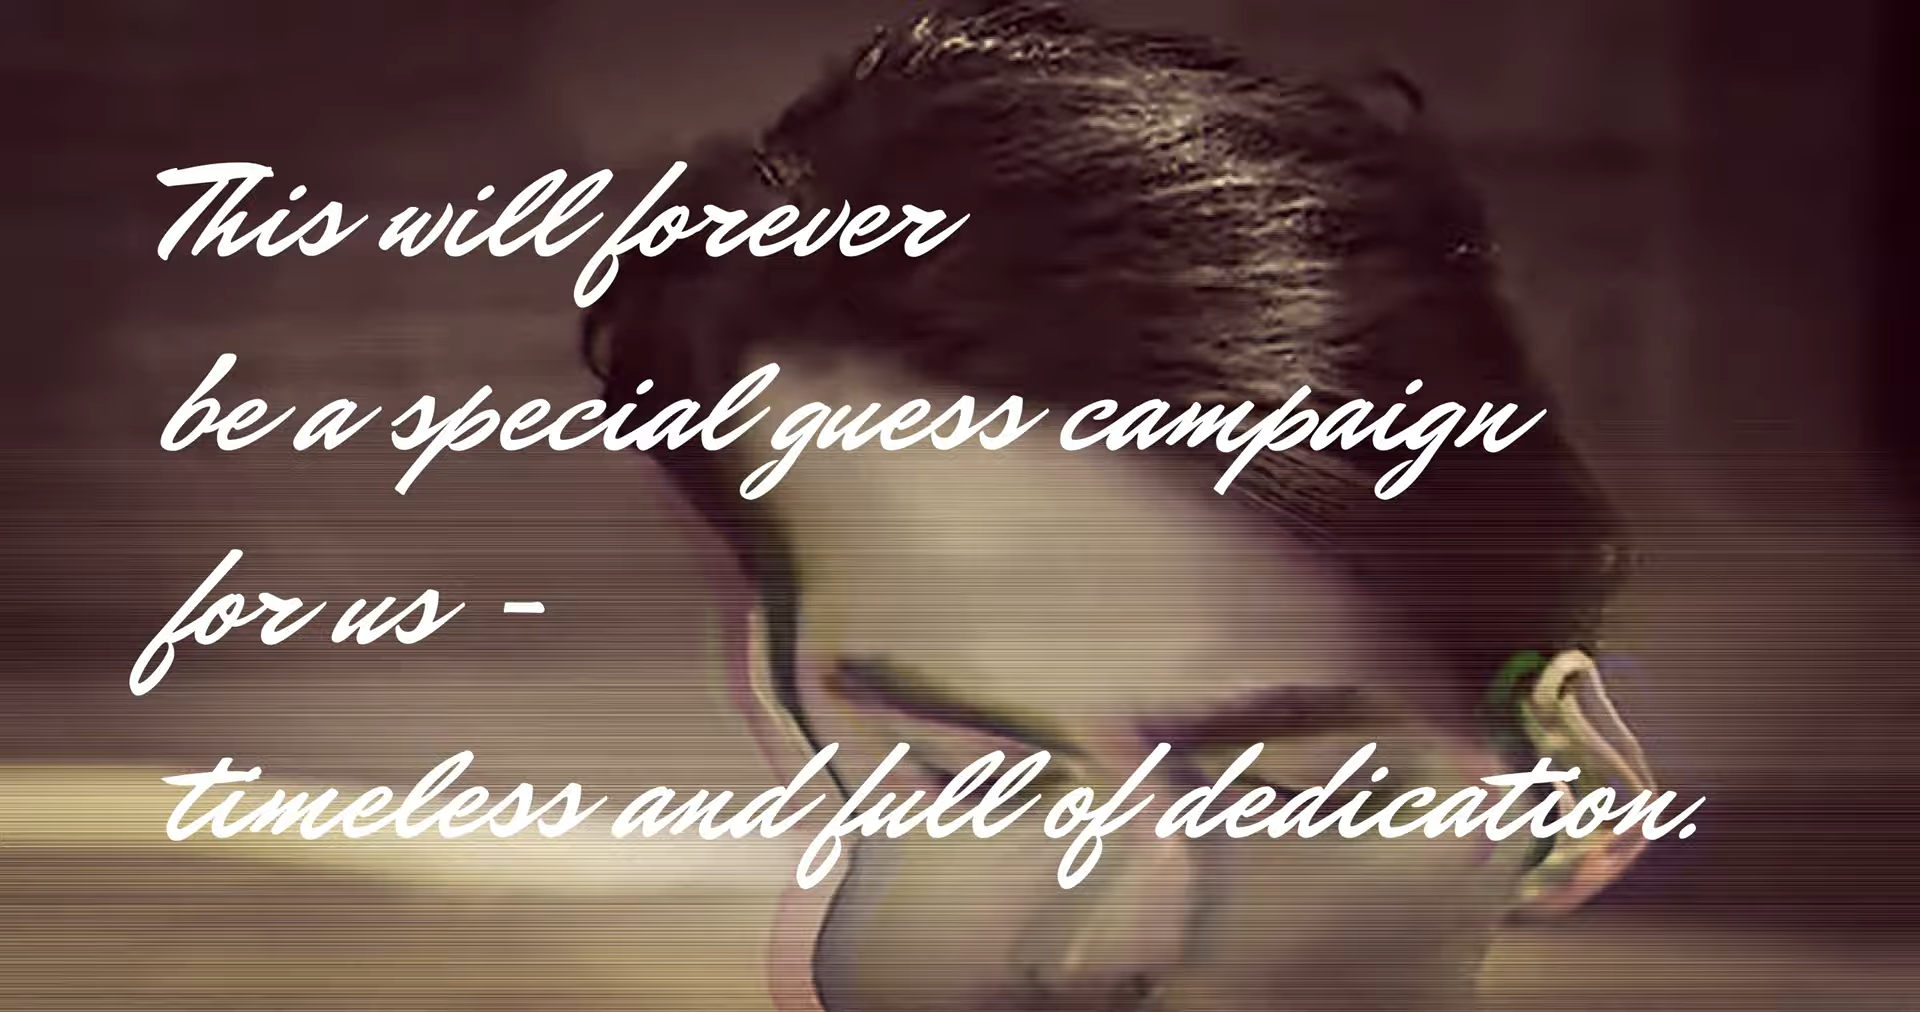 This will forever
be a special guess campaign
for us -
timeless and full of dedication.